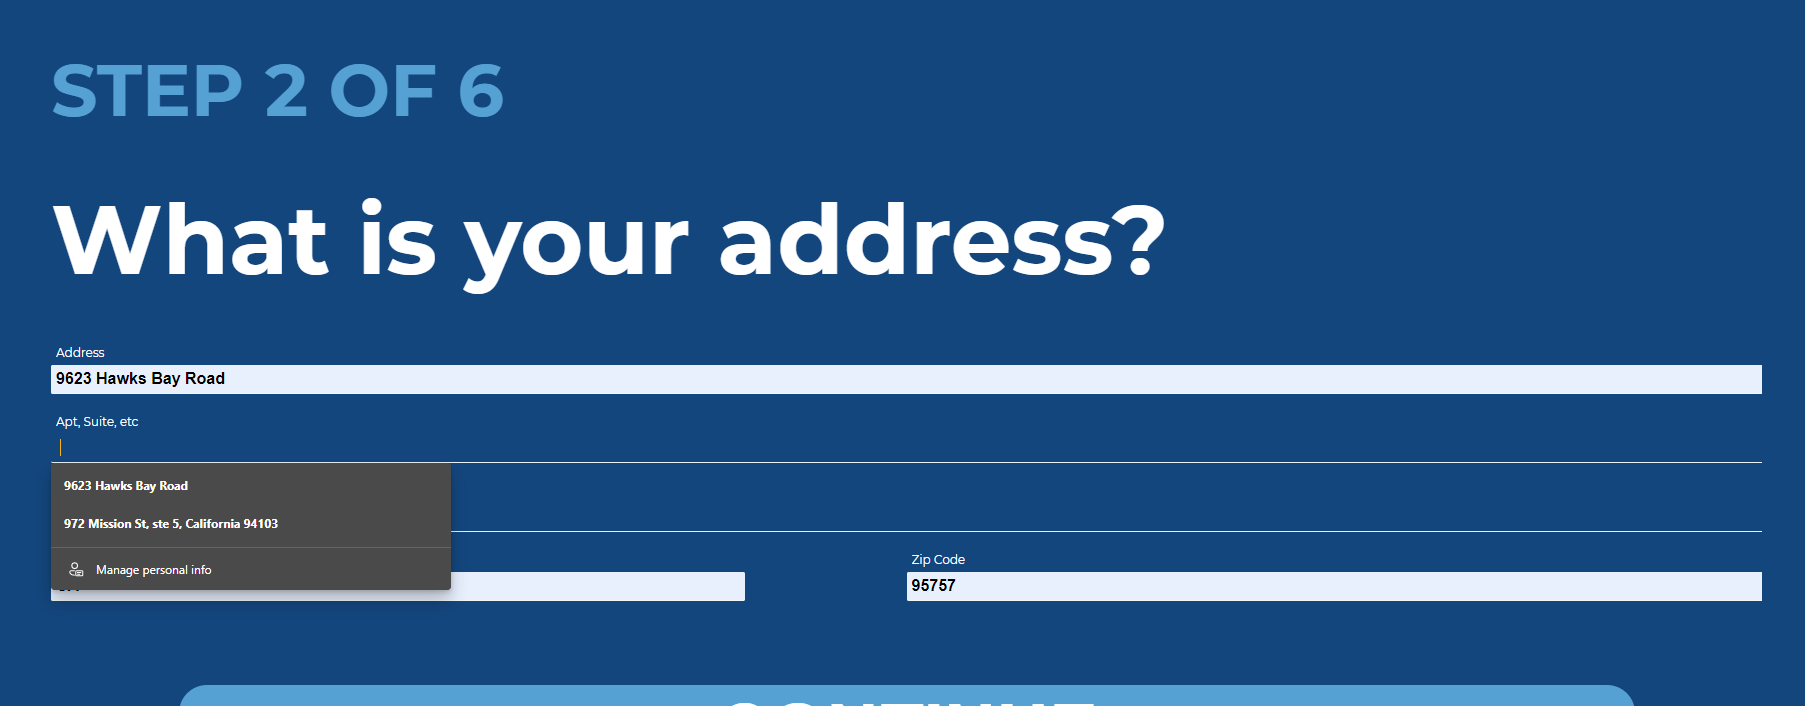 STEP 2 OF 6
What is your address?
Address
9623 Hawks Bay Road
Apt, Suite, etc
9623 Hawks Bay Road
972 Mission St, ste 5, California 94103
Manage personal info
Zip Code
95757
CONTINUE